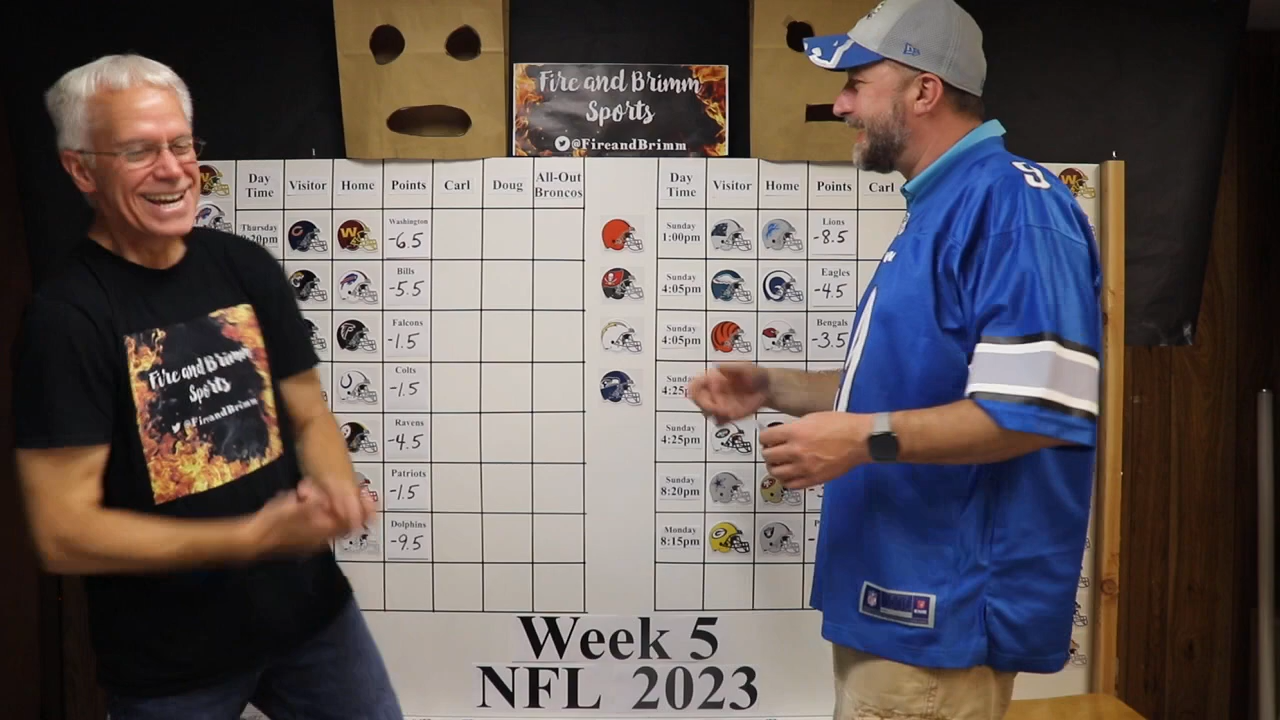 Fire and Brimm
Sports
@FireandBrimm
Day Time Visitor Home Points Carl Doug All-Out Broncos
Thursday Washington -6.5
Bills -5.5
Falcons -1.5
Colts -1.5
Ravens -4.5
Patriots -1.5
Dolphins -9.5
Day Time Visitor Home Points Carl
Sunday 1:00pm Lions -8.5
Sunday 4:05pm Eagles -4.5
Sunday 4:05pm Bengals -3.5
4:25
Sunday 4:25pm
Sunday 8:20pm
Monday 8:15pm
Week 5
NFL 2023
Fire and Brimm
Sports
@FireandBrimm